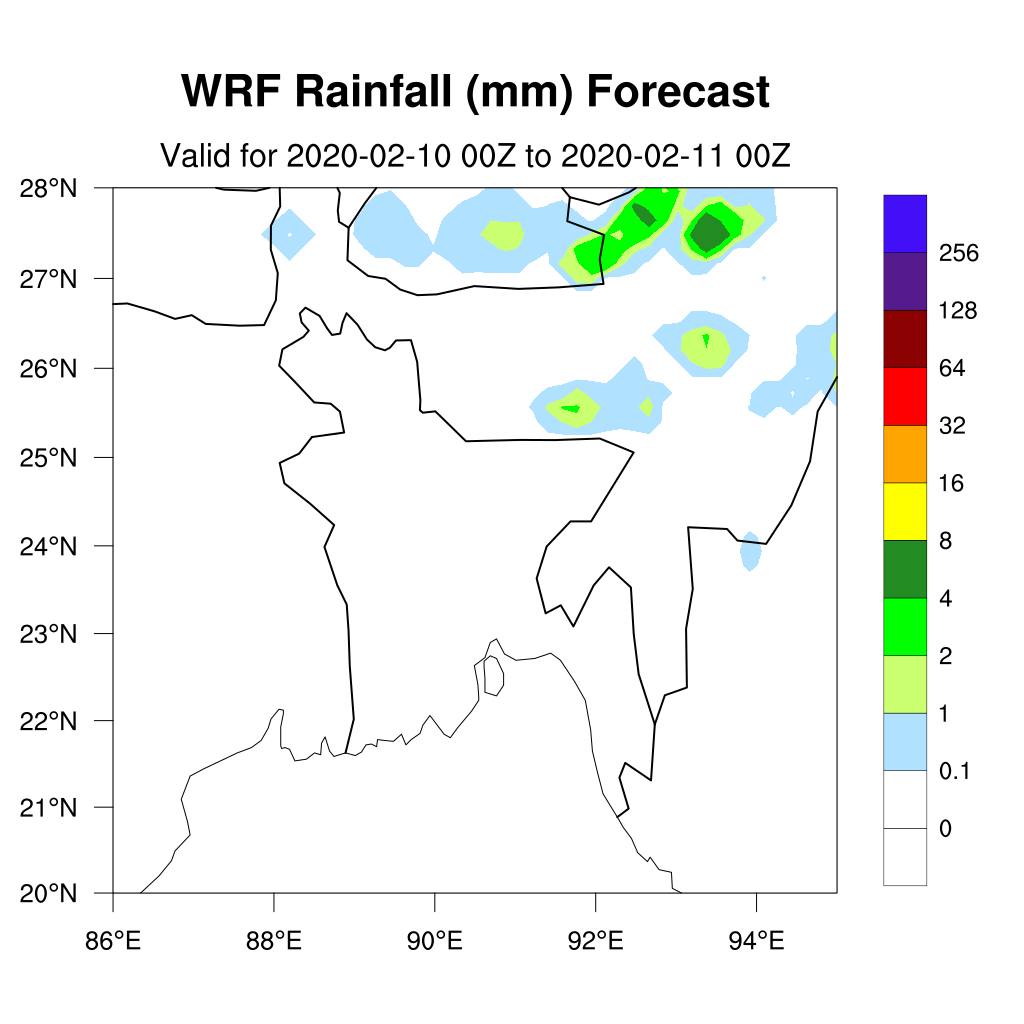 WRF Rainfall (mm) Forecast
Valid for 2020-02-10 00Z to 2020-02-11 00Z
28°N
27°N
26°N
25°N
24°N
23°N
22°N
21°N
20°N
86°E 88°E 90°E 92°E 94°E
256
128
64
32
16
8
4
2
1
0.1
0